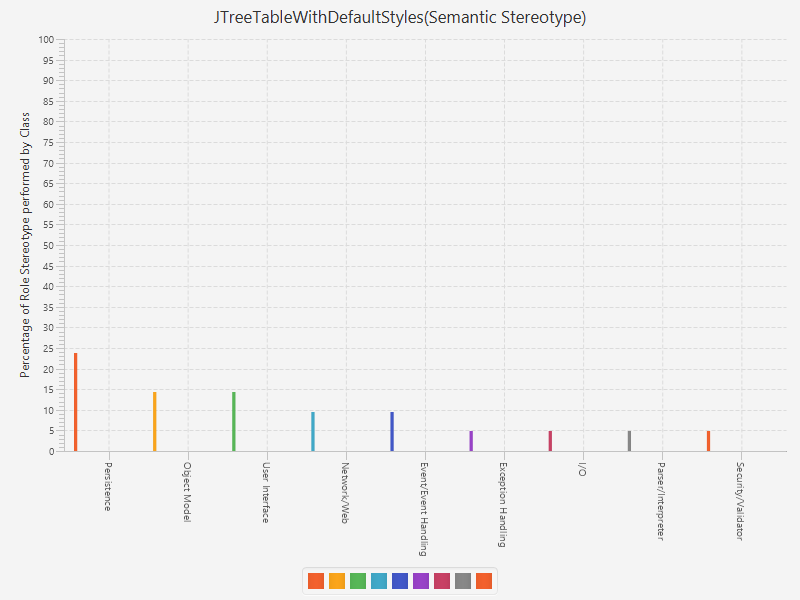 JTreeTableWithDefaultStyles(Semantic Stereotype)
Percentage of Role Stereotype performed by Class
100
95
90
85
80
75
70
65
60
55
50
45
40
35
30
25
20
15
10
5
0
Persistence
Object Model
User Interface
Network/Web
Event/Event Handling
Exception Handling
I/O
Parser/Interpreter
Security/Validator